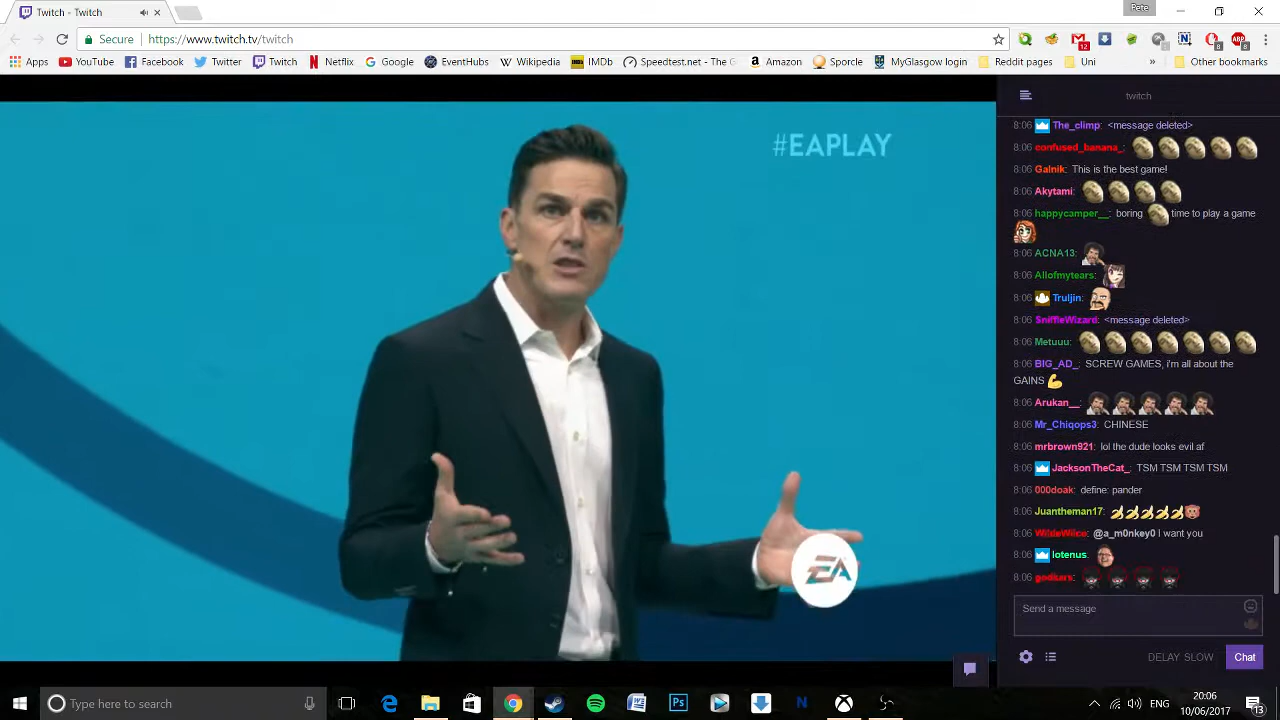 Twitch - Twitch
Pete
Secure https://www.twitch.tv/twitch
12
8
8
Apps YouTube Facebook Twitter Twitch Netflix Google EventHubs Wikipedia IMDb Speedtest.net - The G Amazon Sporcle MyGlasgow login Reddit pages Uni » Other bookmarks
#EAPLAY
EA
twitch
8:06 The_climp: <message deleted>
8:06 confused_banana_:
8:06 Galnik: This is the best game!
8:06 Akytami:
8:06 happycamper__: boring time to play a game
8:06 ACNA13:
8:06 Allofmytears:
8:06 Truljin:
8:06 SniffleWizard: <message deleted>
8:06 Metuuu:
8:06 BIG_AD_: SCREW GAMES, i'm all about the
GAINS
8:06 Arukan__:
8:06 Mr_Chiqops3: CHINESE
8:06 mrbrown921: lol the dude looks evil af
8:06 JacksonTheCat_: TSM TSM TSM TSM
8:06 000doak: define: pander
8:06 Juantheman17:
8:06 WildeWilco: @a_m0nkey0 I want you
8:06 lotenus:
8:06 godkars:
Send a message
DELAY SLOW Chat
Type here to search
20:06
10/06/2017